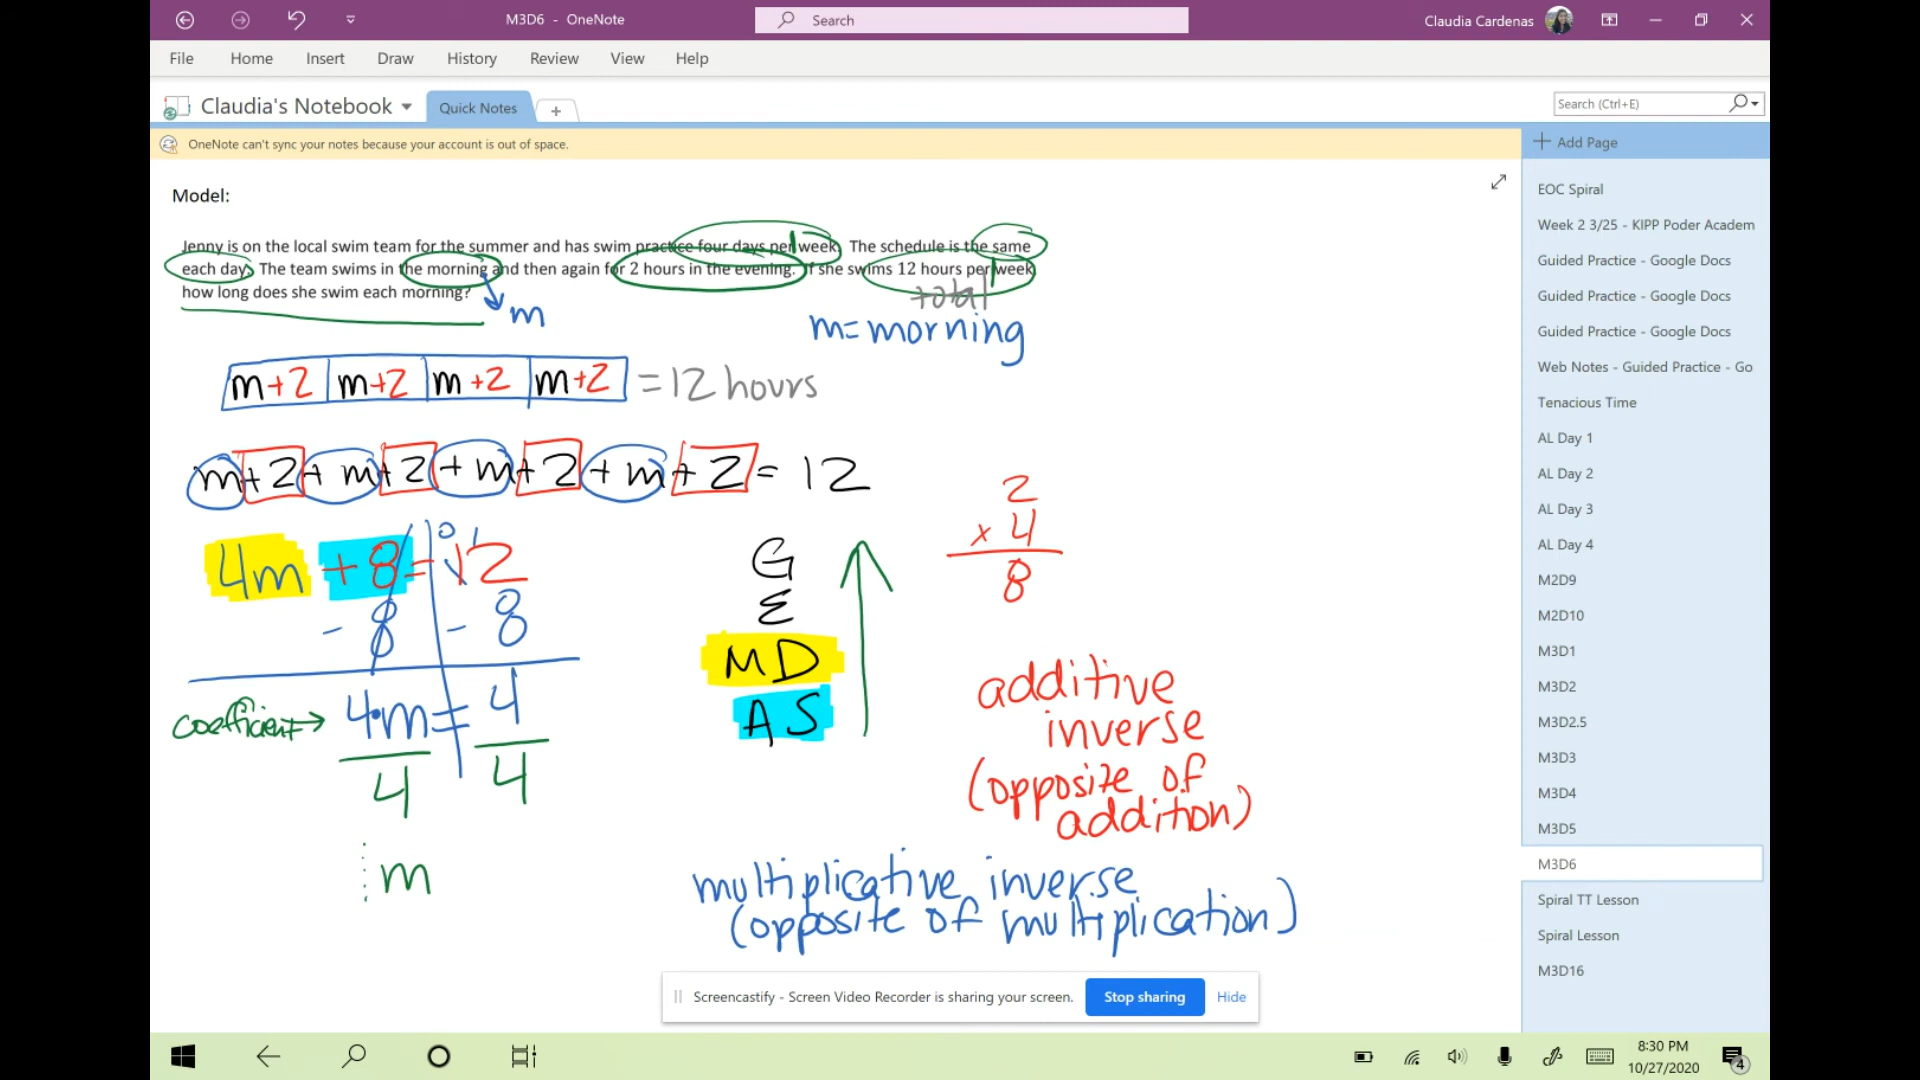 M3D6 - OneNote
Search
Claudia Cardenas
File Home Insert Draw History Review View Help
Claudia's Notebook
Quick Notes
+
Search (Ctrl+E)
OneNote can't sync your notes because your account is out of space.
Add Page
EOC Spiral
Week 2 3/25 - KIPP Poder Academ
Guided Practice - Google Docs
Guided Practice - Google Docs
Guided Practice - Google Docs
Web Notes - Guided Practice - Go
Tenacious Time
AL Day 1
AL Day 2
AL Day 3
AL Day 4
M2D9
M2D10
M3D1
M3D2
M3D2.5
M3D3
M3D4
M3D5
M3D6
Spiral TT Lesson
Spiral Lesson
M3D16
Model:
Jenny is on the local swim team for the summer and has swim practice four days per week. The schedule is the same
each day. The team swims in the morning and then again for 2 hours in the evening. If she swims 12 hours per week
how long does she swim each morning?
total
m
m=morning
m+2 m+2 m+2 m+2 = 12 hours
m+2+m+2+m+2+m+2= 12
2
x 4
8
4m +8= 12
0 1
- 8 - 8
coefficient→ 4·m= 4
4 4
m
G
E
MD
AS
additive
inverse
(opposite of
addition)
multiplicative inverse
(opposite of multiplication)
Screencastify - Screen Video Recorder is sharing your screen.
Stop sharing
Hide
8:30 PM
10/27/2020
4